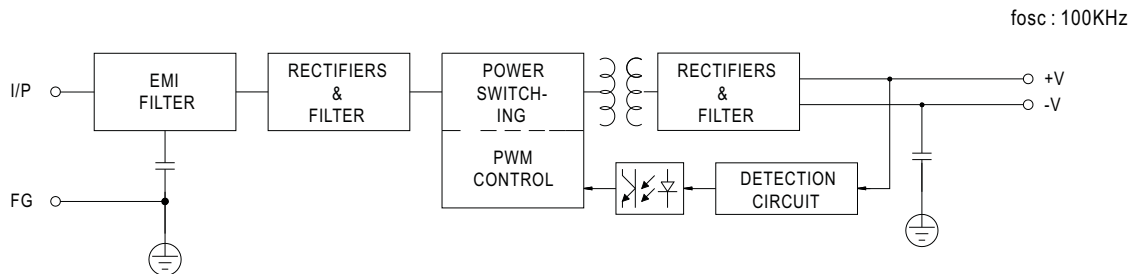 fosc : 100KHz
I/P
EMI
FILTER
RECTIFIERS
&
FILTER
POWER
SWITCH-
ING
PWM
CONTROL
RECTIFIERS
&
FILTER
+V
-V
DETECTION
CIRCUIT
FG